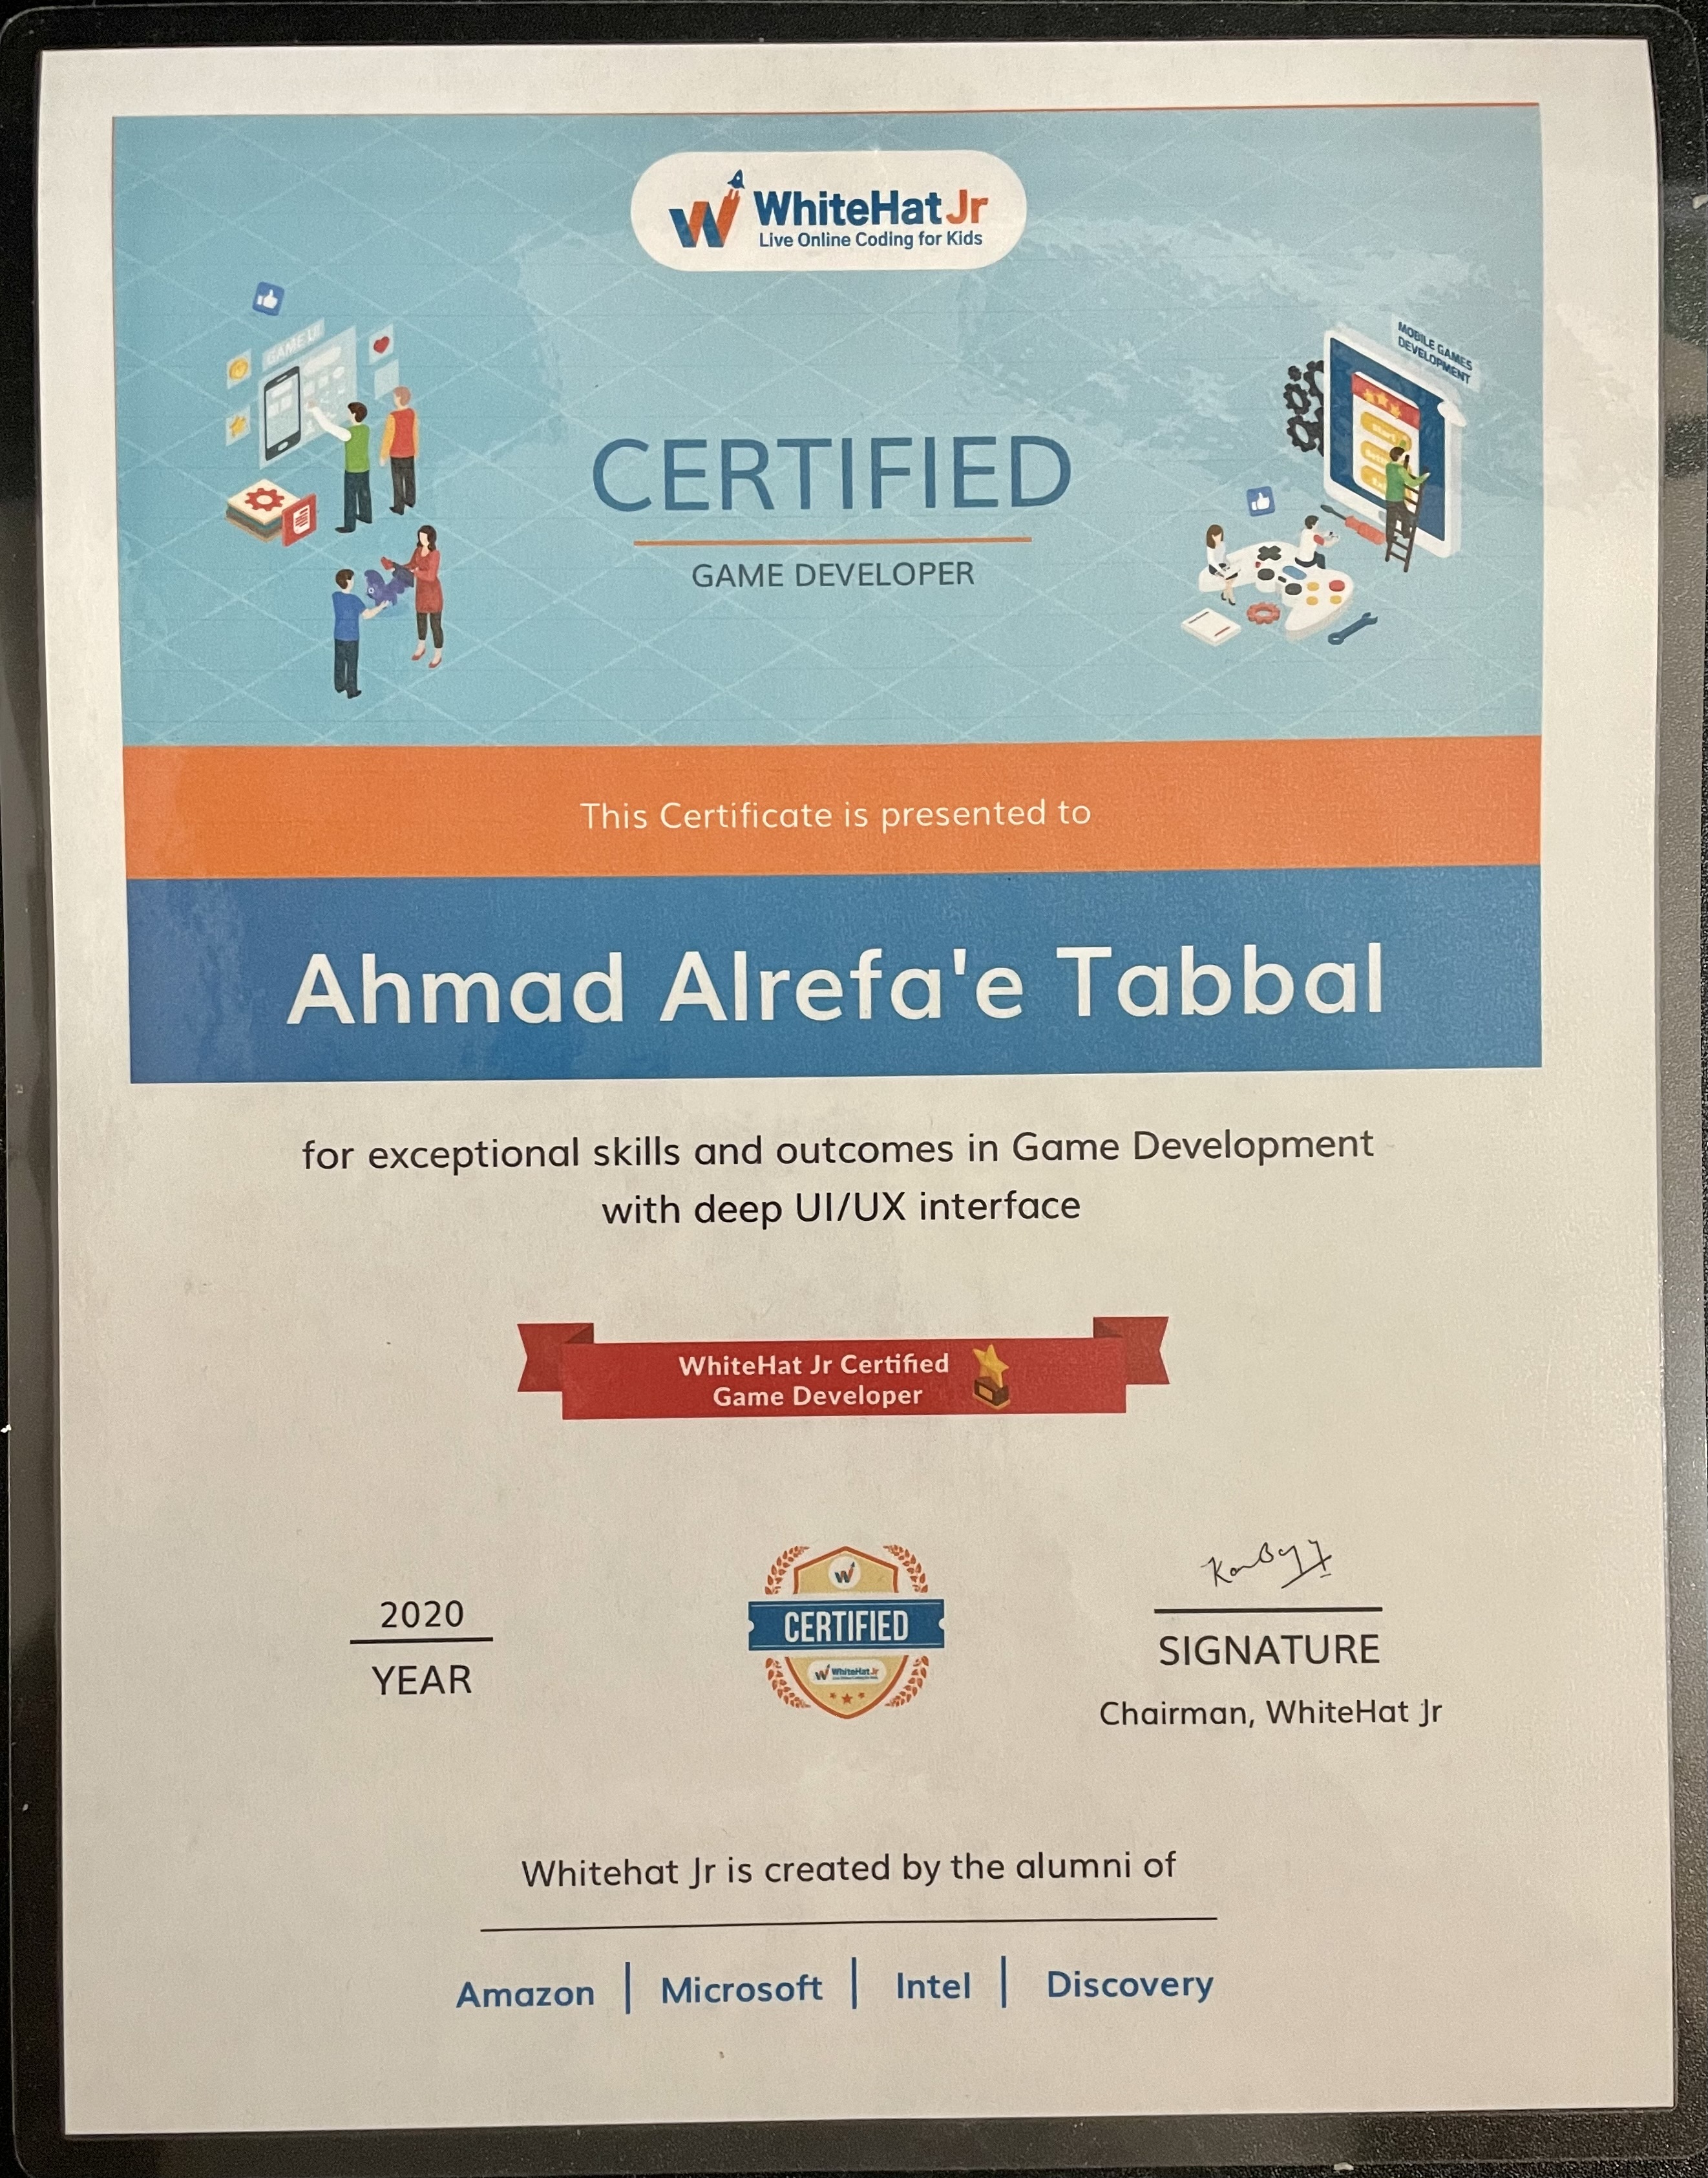 WhiteHat Jr
Live Online Coding for Kids
GAME UI
MOBILE GAMES
DEVELOPMENT
CERTIFIED
GAME DEVELOPER
This Certificate is presented to
Ahmad Alrefa'e Tabbal
for exceptional skills and outcomes in Game Development
with deep UI/UX interface
WhiteHat Jr Certified
Game Developer
2020
YEAR
W
CERTIFIED
WhiteHat Jr
SIGNATURE
Chairman, WhiteHat Jr
Whitehat Jr is created by the alumni of
Amazon | Microsoft | Intel | Discovery